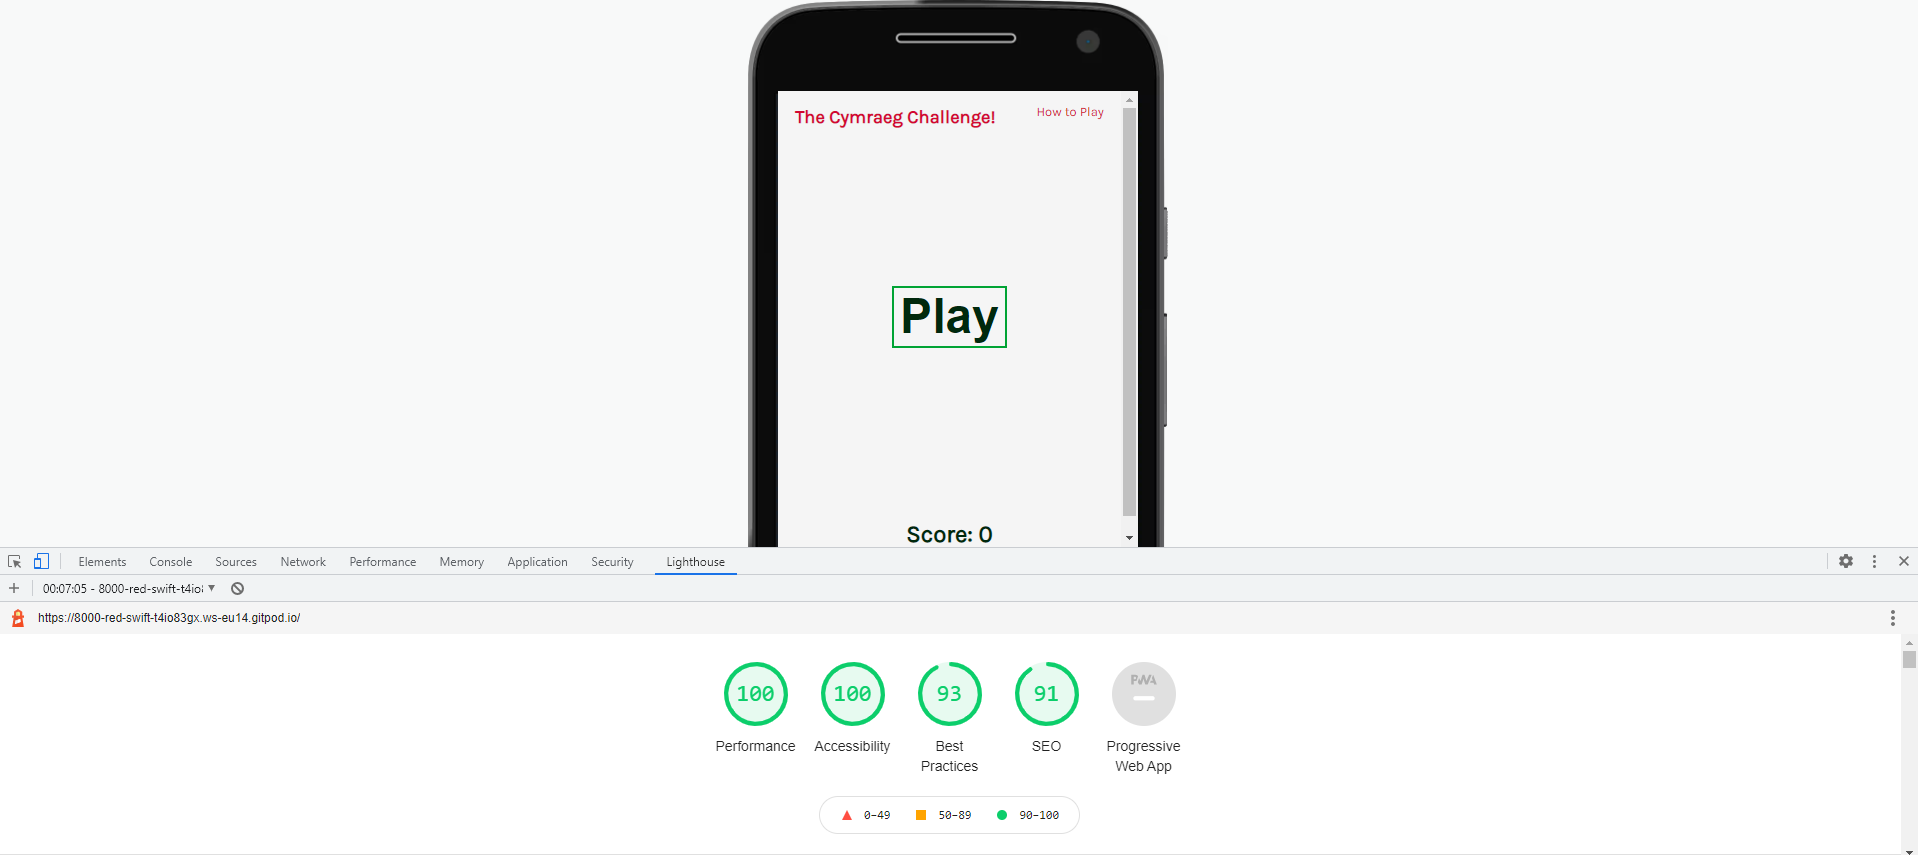 The Cymraeg Challenge!
How to Play
Play
Score: 0
Elements Console Sources Network Performance Memory Application Security Lighthouse
00:07:05 - 8000-red-swift-t4io
https://8000-red-swift-t4io83gx.ws-eu14.gitpod.io/
100 100 93 91 PWA
Performance Accessibility Best Practices SEO Progressive Web App
0–49 50–89 90–100